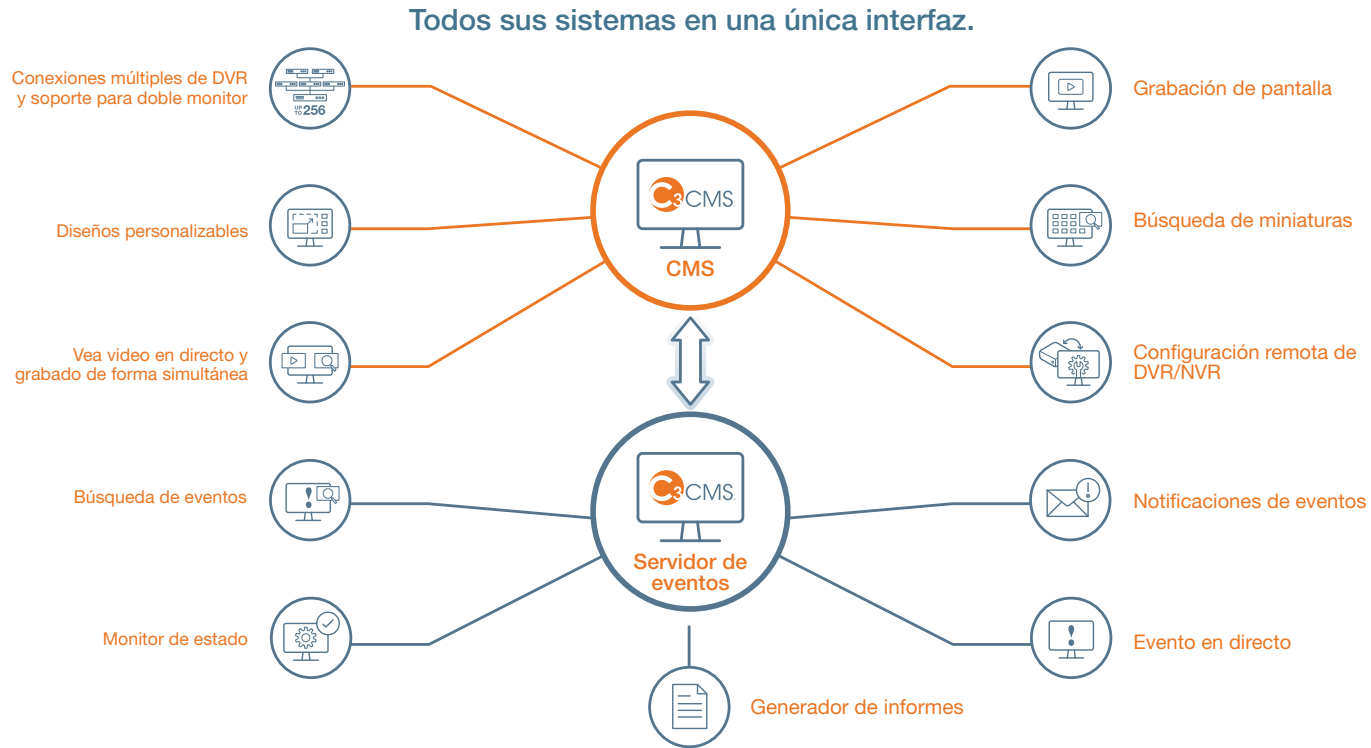 Todos sus sistemas en una única interfaz.
Conexiones múltiples de DVR
y soporte para doble monitor
UP
TO 256
Diseños personalizables
Vea video en directo y
grabado de forma simultánea
C3CMS
CMS
Grabación de pantalla
Búsqueda de miniaturas
Configuración remota de
DVR/NVR
Búsqueda de eventos
Monitor de estado
C3CMS
Servidor de
eventos
Notificaciones de eventos
Evento en directo
Generador de informes